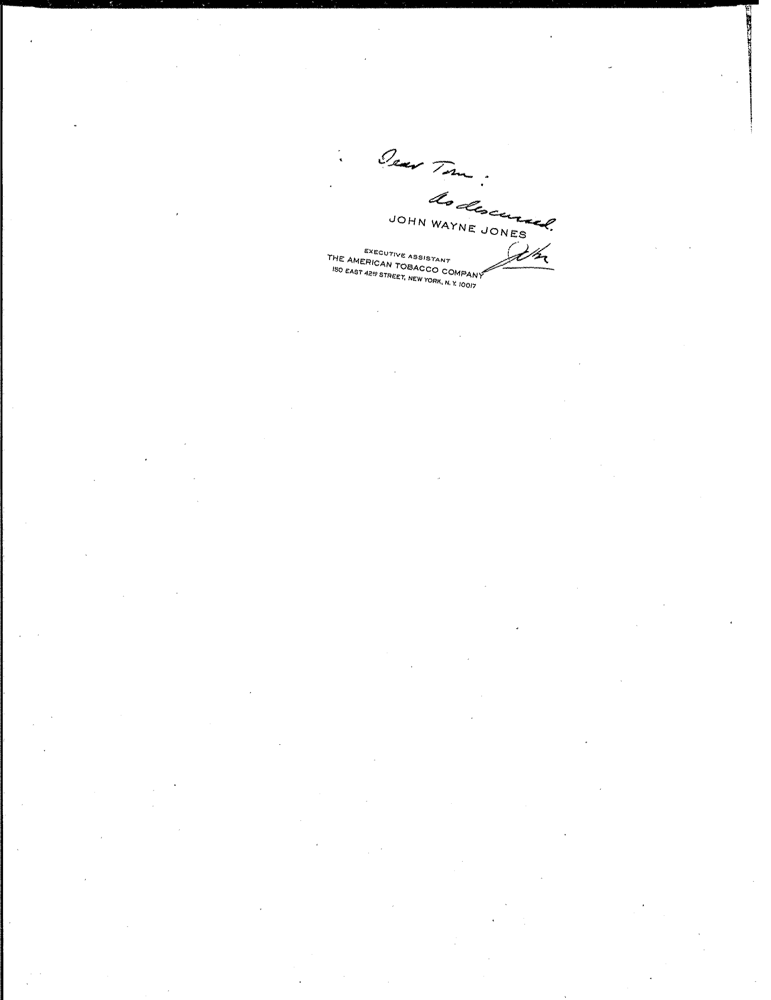 Dear Tom:
As discussed.
JOHN WAYNE JONES
John
EXECUTIVE ASSISTANT
THE AMERICAN TOBACCO COMPANY
150 EAST 42ND STREET, NEW YORK, N.Y. 10017